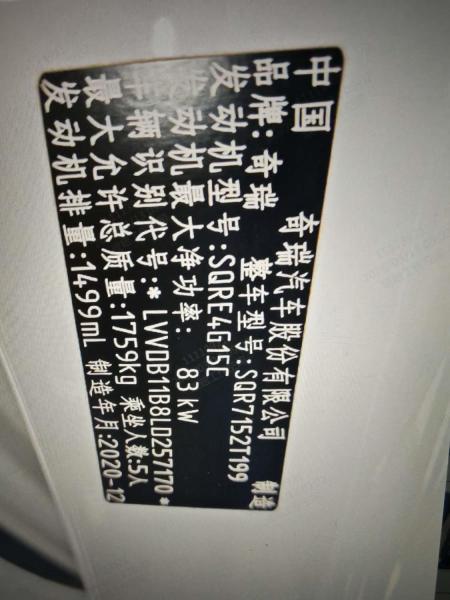 中国 奇瑞汽车股份有限公司 制造
品牌:奇瑞 整车型号:SQR7152T199
发动机型号:SQRE4G15C
发动机最大净功率: 83kW
车辆识别代号:*LVVDB11B8LD257170*
最大允许总质量:1759kg 乘坐人数:5人
发动机排量:1499mL 制造年月:2020-12